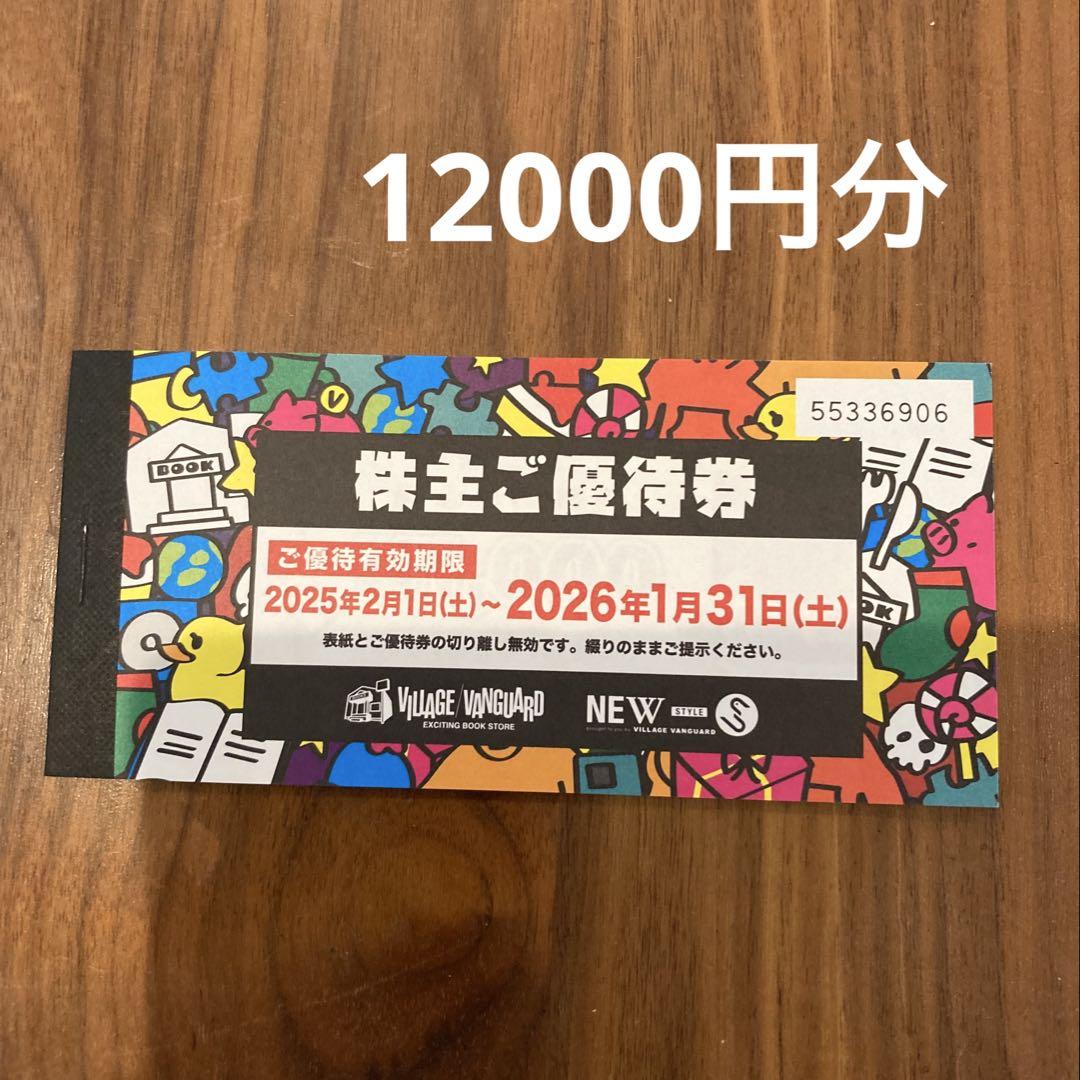 12000円分
55336906
BOOK
V
株主ご優待券
ご優待有効期限
2025年2月1日(土)～2026年1月31日(土)
表紙とご優待券の切り離し無効です。綴りのままご提示ください。
VILLAGE/VANGUARD
EXCITING BOOK STORE
NEW STYLE
brought to you by VILLAGE VANGUARD